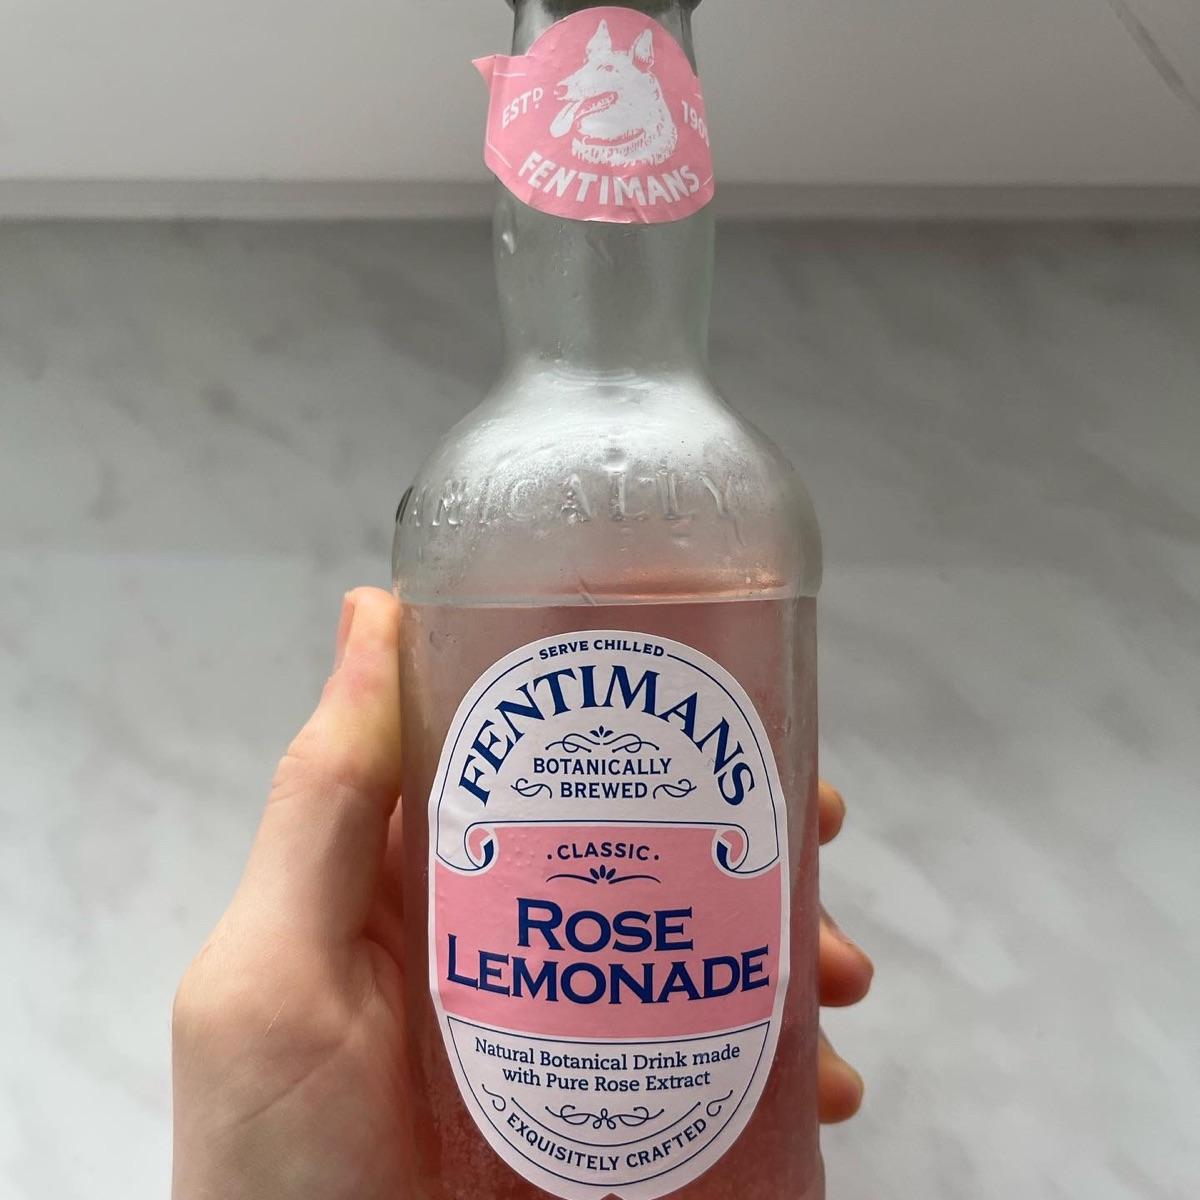 ESTD. 190
FENTIMANS
ANICALLY
SERVE CHILLED
FENTIMANS
BOTANICALLY
BREWED
·CLASSIC·
ROSE
LEMONADE
Natural Botanical Drink made
with Pure Rose Extract
EXQUISITELY CRAFTED